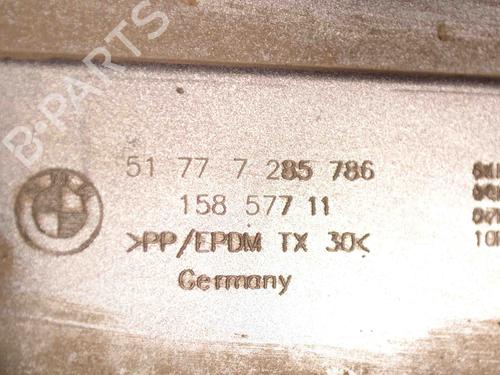 B-PARTS
51 77 7 285 786
158 577 11
>PP/EPDM TX 30<
Germany